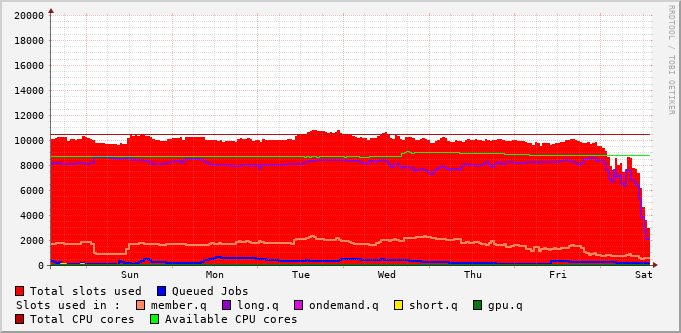 20000
18000
16000
14000
12000
10000
8000
6000
4000
2000
0
Sun Mon Tue Wed Thu Fri Sat
RRDTOOL / TOBI OETIKER
Total slots used Queued Jobs
Slots used in : member.q long.q ondemand.q short.q gpu.q
Total CPU cores Available CPU cores